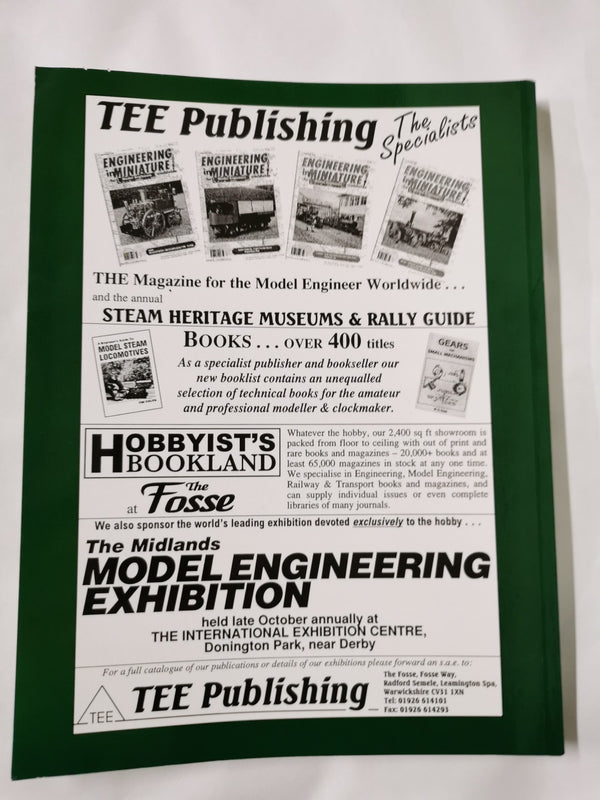 TEE Publishing The Specialists
ENGINEERING in MINIATURE
ENGINEERING in MINIATURE
ENGINEERING in MINIATURE
ENGINEERING in MINIATURE
THE Magazine for the Model Engineer Worldwide . . .
and the annual
STEAM HERITAGE MUSEUMS & RALLY GUIDE
MODEL STEAM
LOCOMOTIVES
BOOKS . . . OVER 400 titles
As a specialist publisher and bookseller our
new booklist contains an unequalled
selection of technical books for the amateur
and professional modeller & clockmaker.
GEARS
SMALL MECHANISMS
HOBBYIST'S
BOOKLAND
at The Fosse
Whatever the hobby, our 2,400 sq ft showroom is
packed from floor to ceiling with out of print and
rare books and magazines – 20,000+ books and at
least 65,000 magazines in stock at any one time.
We specialise in Engineering, Model Engineering,
Railway & Transport books and magazines, and
can supply individual issues or even complete
libraries of many journals.
We also sponsor the world's leading exhibition devoted exclusively to the hobby . . .
The Midlands
MODEL ENGINEERING
EXHIBITION
held late October annually at
THE INTERNATIONAL EXHIBITION CENTRE,
Donington Park, near Derby
For a full catalogue of our publications or details of our exhibitions please forward an s.a.e. to:
TEE
TEE Publishing
The Fosse, Fosse Way,
Radford Semele, Leamington Spa,
Warwickshire CV31 1XN
Tel: 01926 614101
Fax: 01926 614293